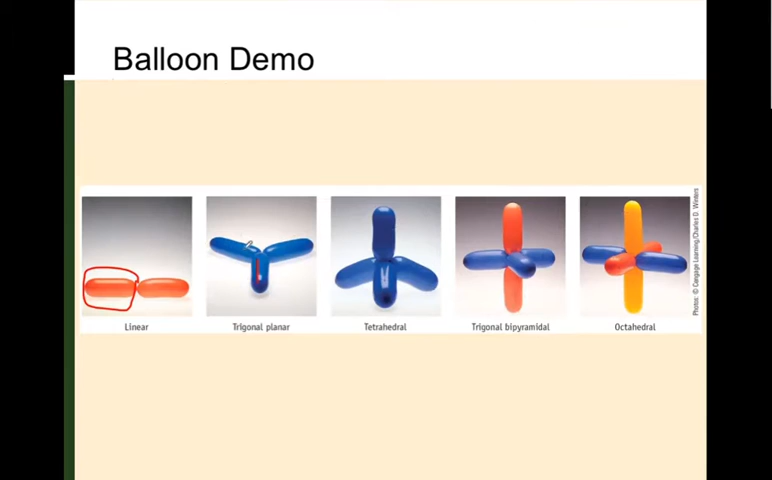 Balloon Demo
Linear
Trigonal planar
Tetrahedral
Trigonal bipyramidal
Octahedral
Photos: © Cengage Learning/Charles D. Winters